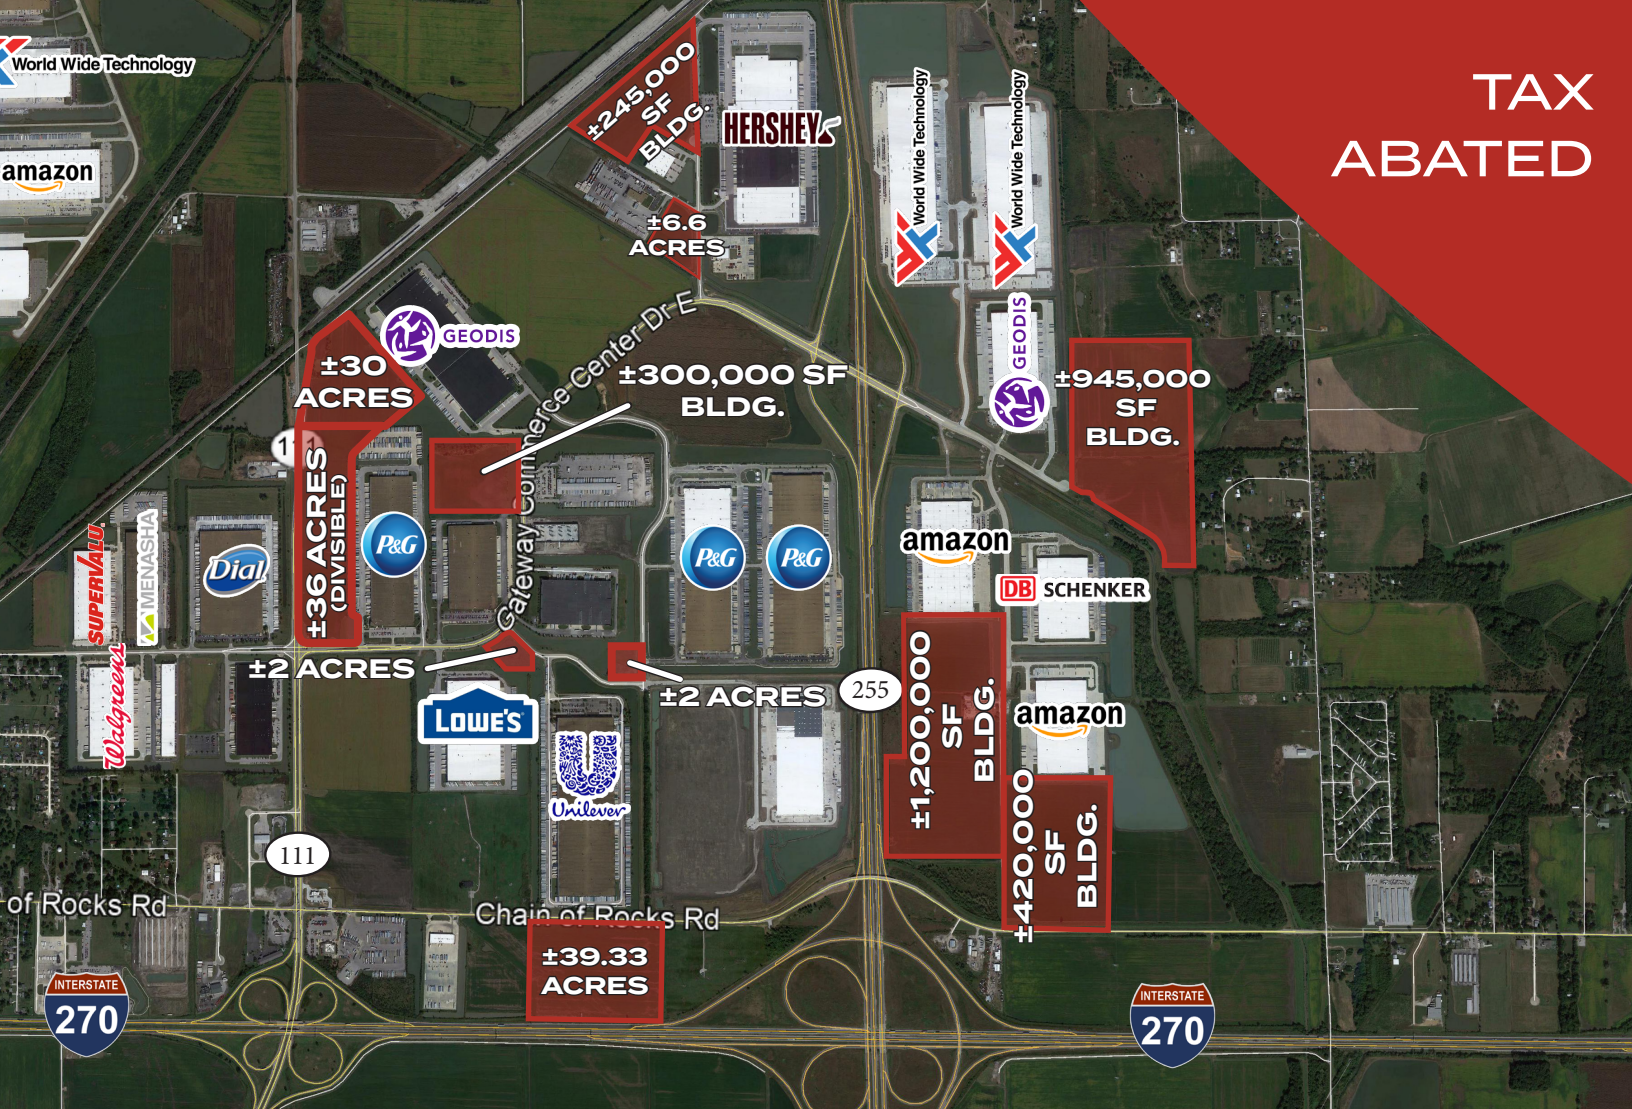 TAX
ABATED
World Wide Technology
amazon
±245,000
SF
BLDG.
HERSHEY'S
World Wide Technology
World Wide Technology
±6.6
ACRES
GEODIS
Gateway Commerce Center Dr E
GEODIS
±30
ACRES
±300,000 SF
BLDG.
±945,000
SF
BLDG.
111
±36 ACRES
(DIVISIBLE)
P&G
P&G
P&G
SUPERVALU
MENASHA
Dial
amazon
DB SCHENKER
±2 ACRES
±2 ACRES
255
Walgreens
LOWE'S
Unilever
±1,200,000
SF
BLDG.
amazon
±420,000
SF
BLDG.
111
of Rocks Rd
Chain of Rocks Rd
±39.33
ACRES
INTERSTATE
270
INTERSTATE
270